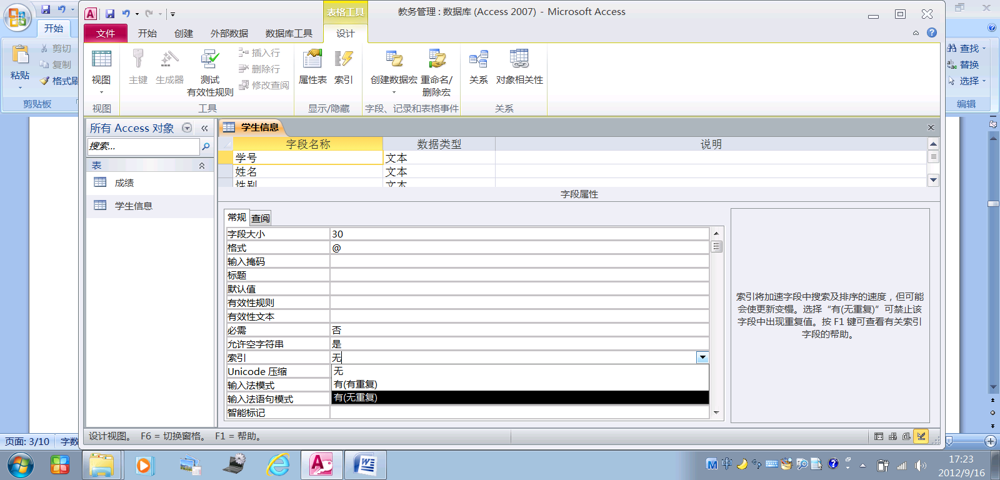 教务管理 : 数据库 (Access 2007) - Microsoft Access
表格工具
文件 开始 创建 外部数据 数据库工具 设计
开始
剪切
复制
格式刷
粘贴
剪贴板
视图
主键
生成器
测试
有效性规则
插入行
删除行
修改查阅
属性表
索引
创建数据宏
重命名/
删除宏
关系
对象相关性
视图 工具 显示/隐藏 字段、记录和表格事件 关系
查找
替换
选择
编辑
所有 Access 对象
搜索...
表
成绩
学生信息
学生信息
字段名称 数据类型 说明
学号 文本
姓名 文本
性别 文本
字段属性
常规 查阅
字段大小 30
格式 @
输入掩码
标题
默认值
有效性规则
有效性文本
必需 否
允许空字符串 是
索引 无
Unicode 压缩 无
输入法模式 有(有重复)
输入法语句模式 有(无重复)
智能标记
索引将加速字段中搜索及排序的速度，但可能
会使更新变慢。选择“有(无重复)”可禁止该
字段中出现重复值。按 F1 键可查看有关索引
字段的帮助。
设计视图。 F6 = 切换窗格。 F1 = 帮助。
页面: 3/10 字数
中
17:23
2012/9/16